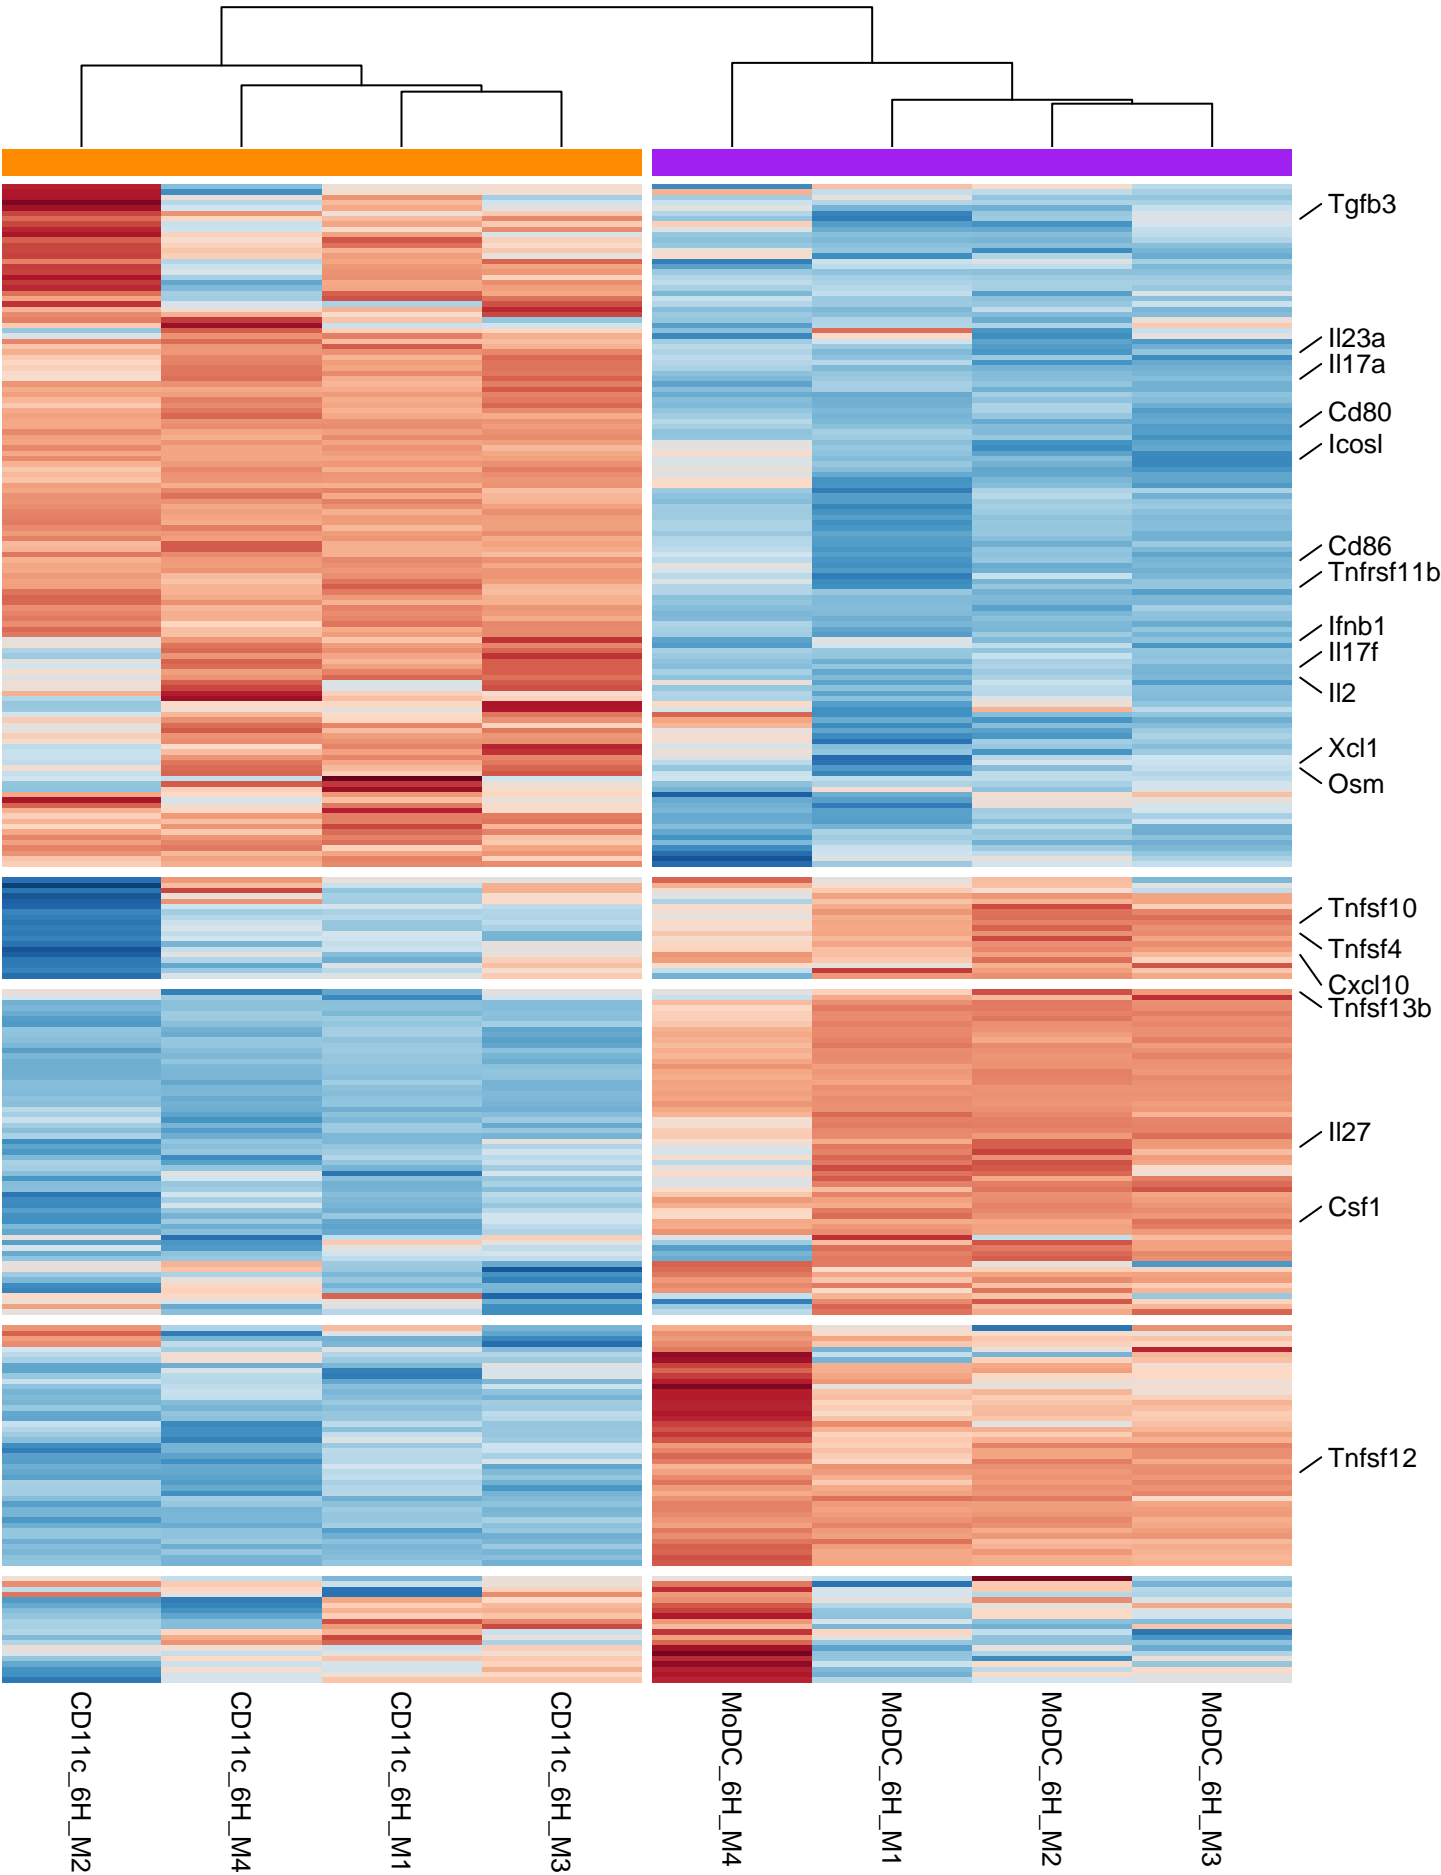 Tgfb3
Il23a
Il17a
Cd80
Icosl
Cd86
Tnfrsf11b
Ifnb1
Il17f
Il2
Xcl1
Osm
Tnfsf10
Tnfsf4
Cxcl10
Tnfsf13b
Il27
Csf1
Tnfsf12
CD11c_6H_M2
CD11c_6H_M4
CD11c_6H_M1
CD11c_6H_M3
MoDC_6H_M4
MoDC_6H_M1
MoDC_6H_M2
MoDC_6H_M3